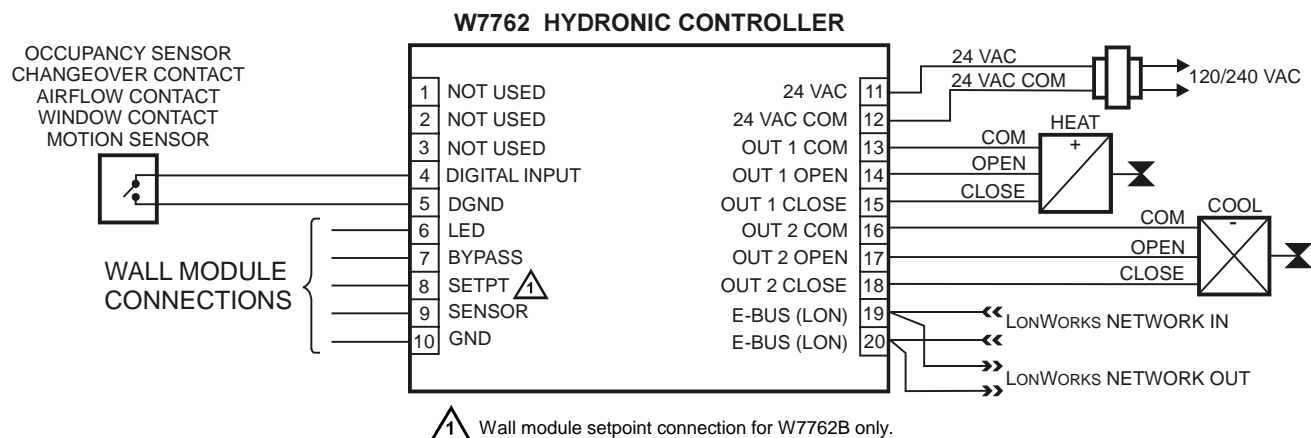 W7762 HYDRONIC CONTROLLER
OCCUPANCY SENSOR
CHANGEOVER CONTACT
AIRFLOW CONTACT
WINDOW CONTACT
MOTION SENSOR
1 NOT USED
2 NOT USED
3 NOT USED
4 DIGITAL INPUT
5 DGND
6 LED
7 BYPASS
8 SETPT 1
9 SENSOR
10 GND
WALL MODULE
CONNECTIONS
24 VAC 11
24 VAC COM 12
OUT 1 COM 13
OUT 1 OPEN 14
OUT 1 CLOSE 15
OUT 2 COM 16
OUT 2 OPEN 17
OUT 2 CLOSE 18
E-BUS (LON) 19
E-BUS (LON) 20
24 VAC
24 VAC COM
120/240 VAC
HEAT
COM
OPEN
CLOSE
+
COOL
COM
OPEN
CLOSE
-
LONWORKS NETWORK IN
LONWORKS NETWORK OUT
1 Wall module setpoint connection for W7762B only.